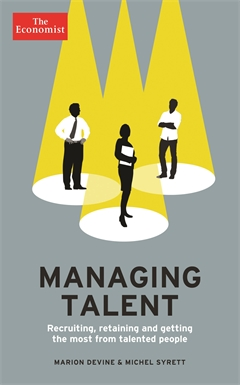 The
Economist
MANAGING
TALENT
Recruiting, retaining and getting
the most from talented people
MARION DEVINE & MICHEL SYRETT